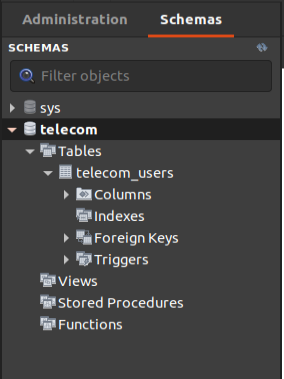 Administration Schemas
SCHEMAS
Filter objects
sys
telecom
Tables
telecom_users
Columns
Indexes
Foreign Keys
Triggers
Views
Stored Procedures
Functions